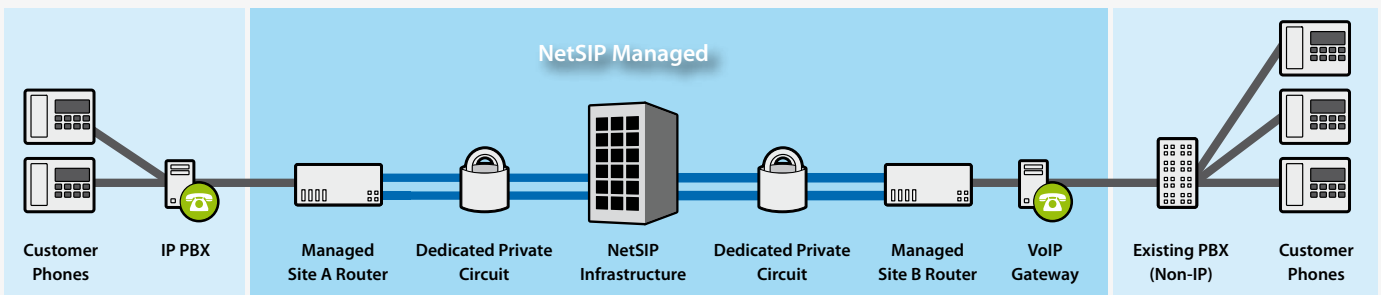 NetSIP Managed
Customer
Phones
IP PBX
Managed
Site A Router
Dedicated Private
Circuit
NetSIP
Infrastructure
Dedicated Private
Circuit
Managed
Site B Router
VoIP
Gateway
Existing PBX
(Non-IP)
Customer
Phones